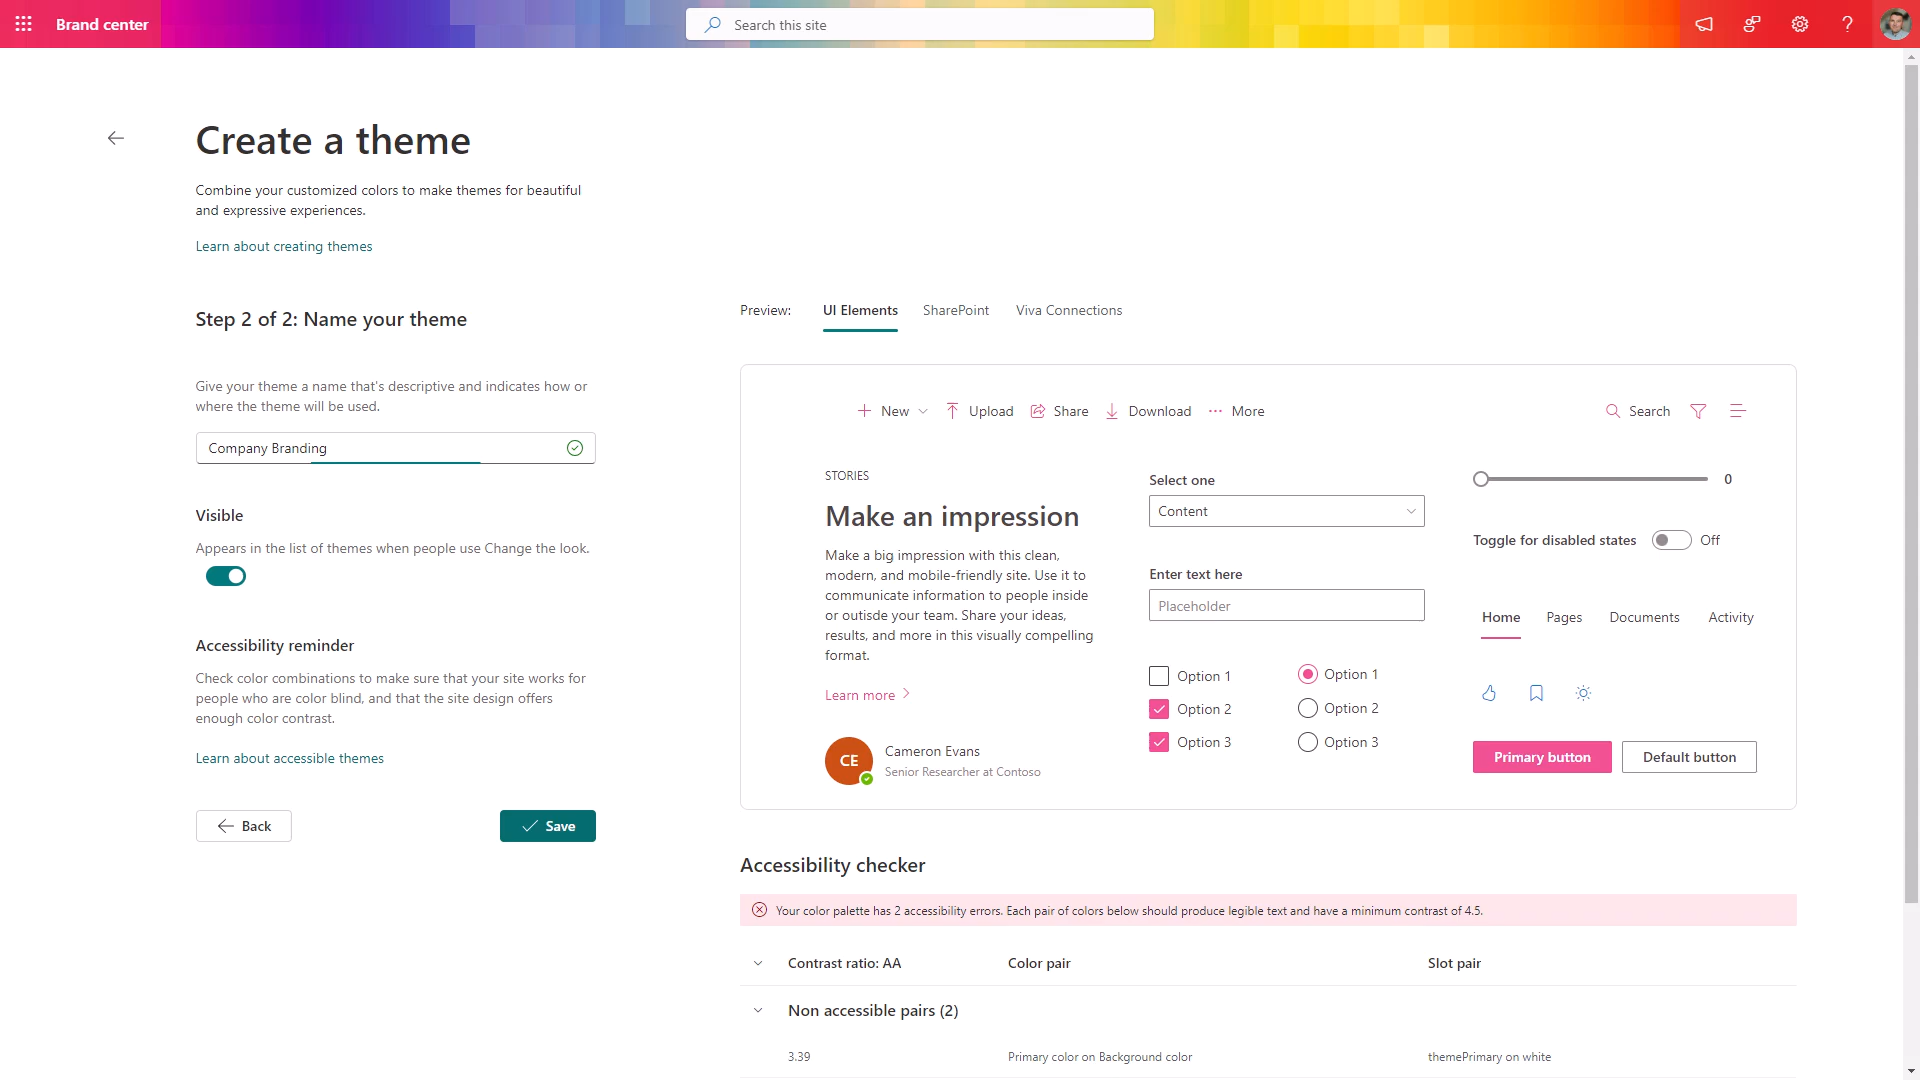 Brand center
Search this site
Create a theme
Combine your customized colors to make themes for beautiful
and expressive experiences.
Learn about creating themes
Step 2 of 2: Name your theme
Give your theme a name that's descriptive and indicates how or
where the theme will be used.
Company Branding
Visible
Appears in the list of themes when people use Change the look.
Accessibility reminder
Check color combinations to make sure that your site works for
people who are color blind, and that the site design offers
enough color contrast.
Learn about accessible themes
Back
Save
Preview: UI Elements SharePoint Viva Connections
New Upload Share Download More Search
STORIES
Make an impression
Make a big impression with this clean,
modern, and mobile-friendly site. Use it to
communicate information to people inside
or outisde your team. Share your ideas,
results, and more in this visually compelling
format.
Learn more
CE
Cameron Evans
Senior Researcher at Contoso
Select one
Content
Enter text here
Placeholder
Option 1
Option 2
Option 3
Option 1
Option 2
Option 3
0
Toggle for disabled states Off
Home Pages Documents Activity
Primary button Default button
Accessibility checker
Your color palette has 2 accessibility errors. Each pair of colors below should produce legible text and have a minimum contrast of 4.5.
Contrast ratio: AA Color pair Slot pair
Non accessible pairs (2)
3.39 Primary color on Background color themePrimary on white